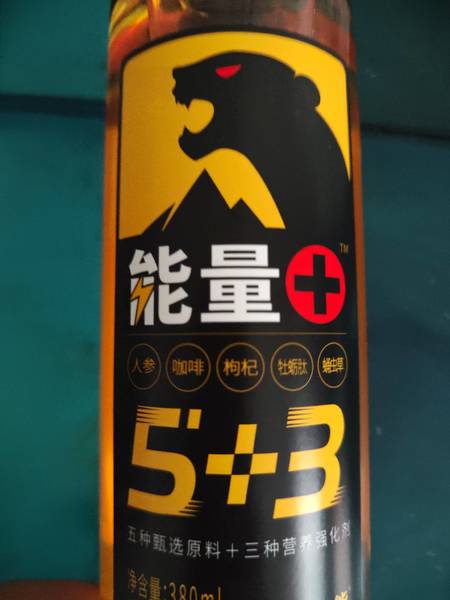 能量+ TM
人参 咖啡 枸杞 牡蛎肽 蛹虫草
5+3
五种甄选原料+三种营养强化剂
净含量:380ml